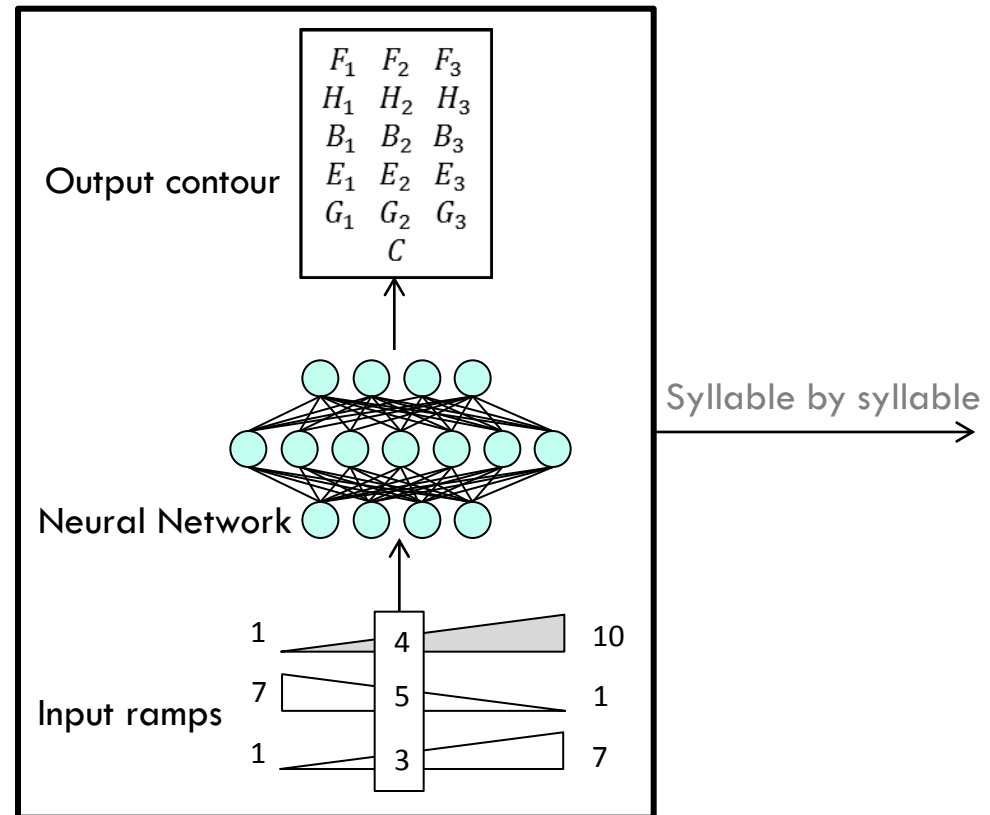 F₁ F₂ F₃
H₁ H₂ H₃
B₁ B₂ B₃
E₁ E₂ E₃
G₁ G₂ G₃
C
Output contour
Syllable by syllable
Neural Network
1 4 10
7 5 1
Input ramps
1 3 7